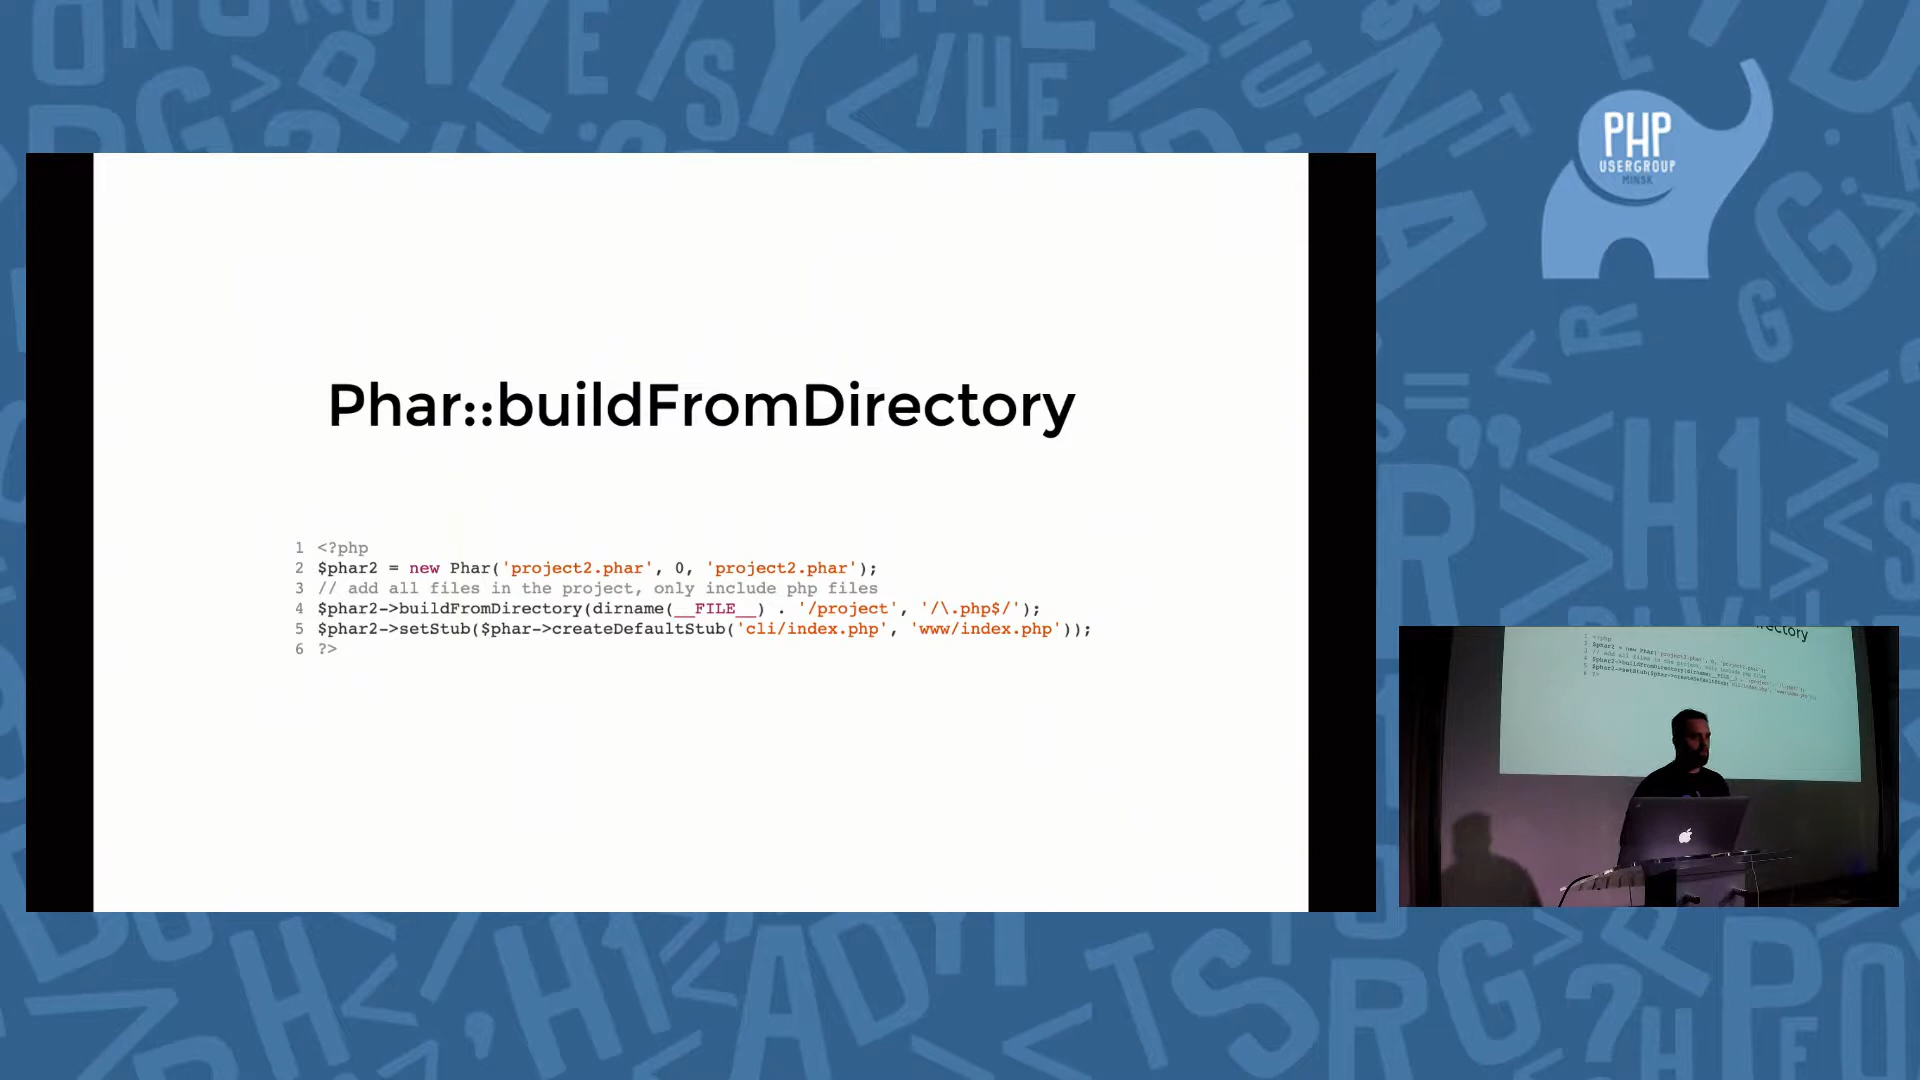 PHP
USERGROUP
MINSK
Phar::buildFromDirectory
1 <?php
2 $phar2 = new Phar('project2.phar', 0, 'project2.phar');
3 // add all files in the project, only include php files
4 $phar2->buildFromDirectory(dirname(__FILE__) . '/project', '/\.php$/');
5 $phar2->setStub($phar->createDefaultStub('cli/index.php', 'www/index.php'));
6 ?>